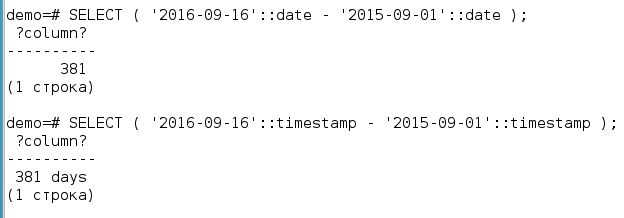 demo=# SELECT ( '2016-09-16'::date - '2015-09-01'::date );
 ?column?
----------
      381
(1 строка)
demo=# SELECT ( '2016-09-16'::timestamp - '2015-09-01'::timestamp );
 ?column?
----------
 381 days
(1 строка)